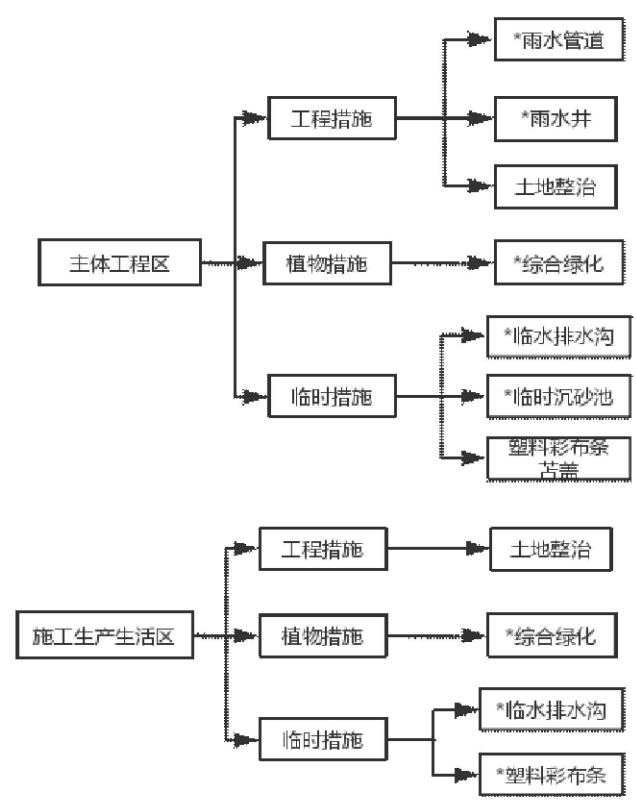 *雨水管道
工程措施
*雨水井
土地整治
主体工程区
植物措施
*综合绿化
*临水排水沟
临时措施
*临时沉砂池
塑料彩布条
苫盖
工程措施
土地整治
施工生产生活区
植物措施
*综合绿化
*临水排水沟
临时措施
*塑料彩布条